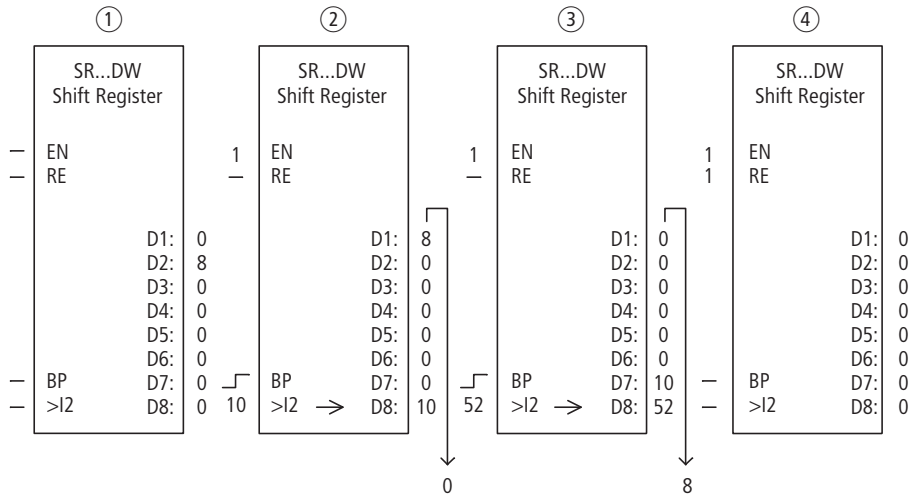 ① ② ③ ④
SR...DW SR...DW SR...DW SR...DW
Shift Register Shift Register Shift Register Shift Register
– EN 1 EN 1 EN 1 EN
– RE – RE – RE 1 RE
D1: 0 D1: 8 D1: 0 D1: 0
D2: 8 D2: 0 D2: 0 D2: 0
D3: 0 D3: 0 D3: 0 D3: 0
D4: 0 D4: 0 D4: 0 D4: 0
D5: 0 D5: 0 D5: 0 D5: 0
D6: 0 D6: 0 D6: 0 D6: 0
– BP D7: 0 BP D7: 0 BP D7: 10 – BP D7: 0
– >I2 D8: 0 10 >I2 → D8: 10 52 >I2 → D8: 52 – >I2 D8: 0
0 8